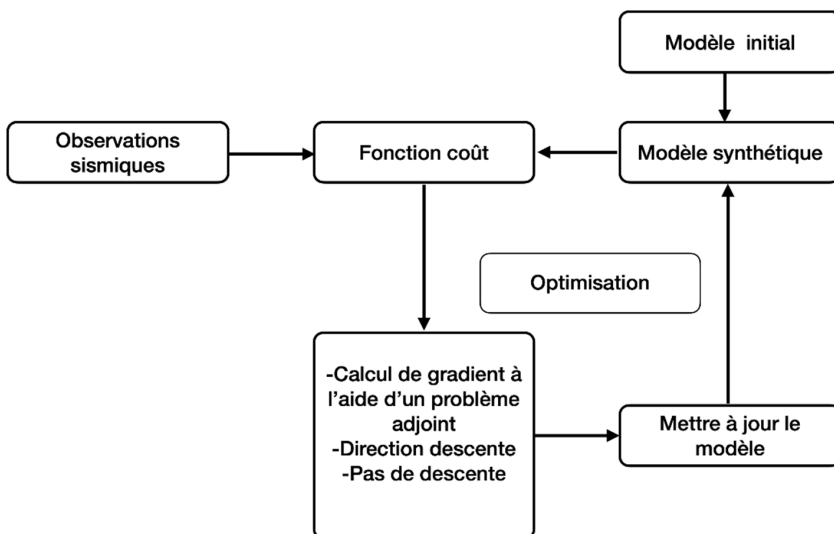 Modèle initial
Observations
sismiques
Fonction coût
Modèle synthétique
Optimisation
-Calcul de gradient à
l'aide d'un problème
adjoint
-Direction descente
-Pas de descente
Mettre à jour le
modèle